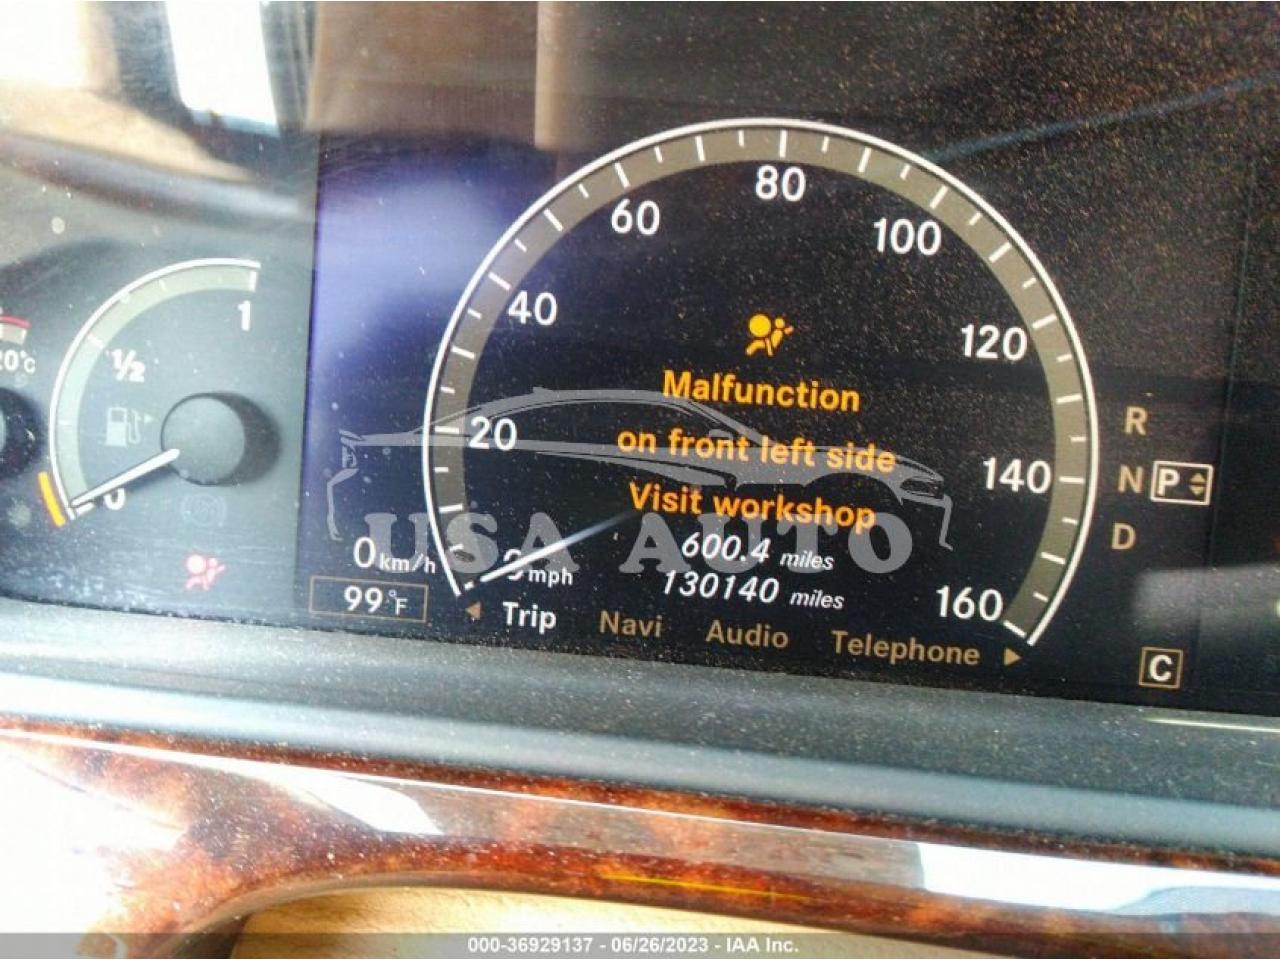 80
60
100
40
120
1
20°C
1/2
Malfunction
20
on front left side
140
R
N P
D
Visit workshop
0
USA AUTO
600.4 miles
0 km/h
0 mph
130140 miles
160
99°F
Trip Navi Audio Telephone
C
000-36929137 - 06/26/2023 - IAA Inc.